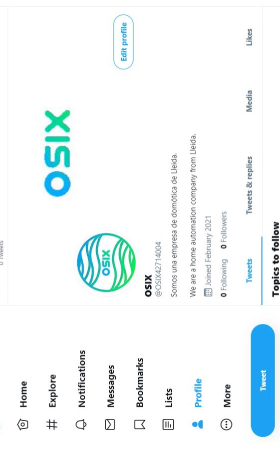 0 Tweets
OSIX
Edit profile
OSIX
OSIX
@OSIX42714004
Somos una empresa de domótica de Lleida.
We are a home automation company from Lleida.
Joined February 2021
0 Following 0 Followers
Tweets Tweets & replies Media Likes
Topics to follow
Home
Explore
Notifications
Messages
Bookmarks
Lists
Profile
More
Tweet